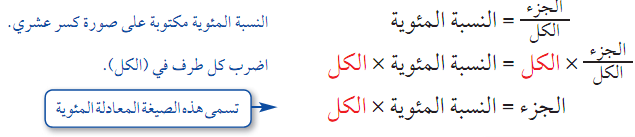 الجزء/الكل = النسبة المئوية
النسبة المئوية مكتوبة على صورة كسر عشري.
الجزء/الكل × الكل = النسبة المئوية × الكل
اضرب كل طرف في (الكل).
الجزء = النسبة المئوية × الكل
تسمى هذه الصيغة المعادلة المئوية